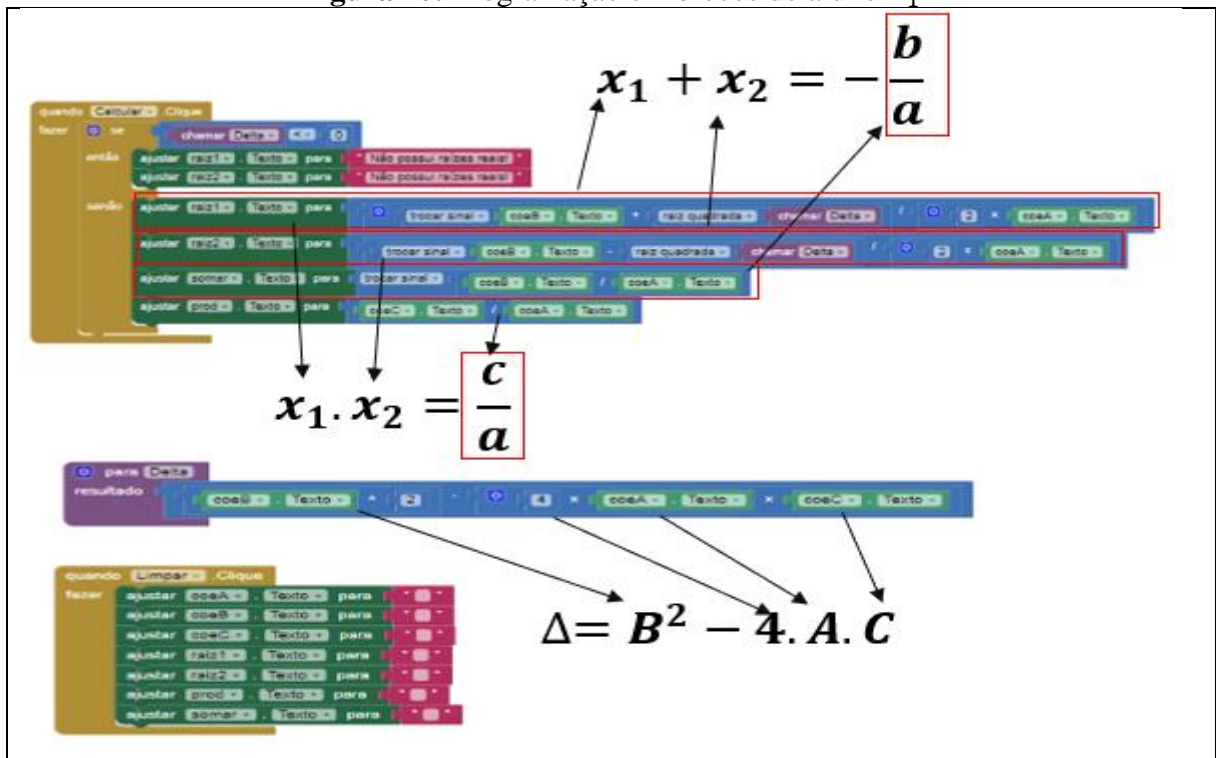 x₁ + x₂ = − b/a
quando Calcular .Clique
fazer se chamar Delta 0
então ajustar raiz1 . Texto para " Não possui raízes reais! "
ajustar raiz2 . Texto para " Não possui raízes reais! "
senão ajustar raiz1 . Texto para trocar sinal coeB . Texto + raiz quadrada chamar Delta / 2 × coeA . Texto
ajustar raiz2 . Texto para trocar sinal coeB . Texto - raiz quadrada chamar Delta / 2 × coeA . Texto
ajustar somar . Texto para trocar sinal coeB . Texto / coeA . Texto
ajustar prod . Texto para coeC . Texto / coeA . Texto
x₁. x₂ = c/a
para Delta
resultado coeB . Texto ^ 2 - 4 × coeA . Texto × coeC . Texto
Δ= B² − 4. A. C
quando Limpar .Clique
fazer ajustar coeA . Texto para " "
ajustar coeB . Texto para " "
ajustar coeC . Texto para " "
ajustar raiz1 . Texto para " "
ajustar raiz2 . Texto para " "
ajustar prod . Texto para " "
ajustar somar . Texto para " "